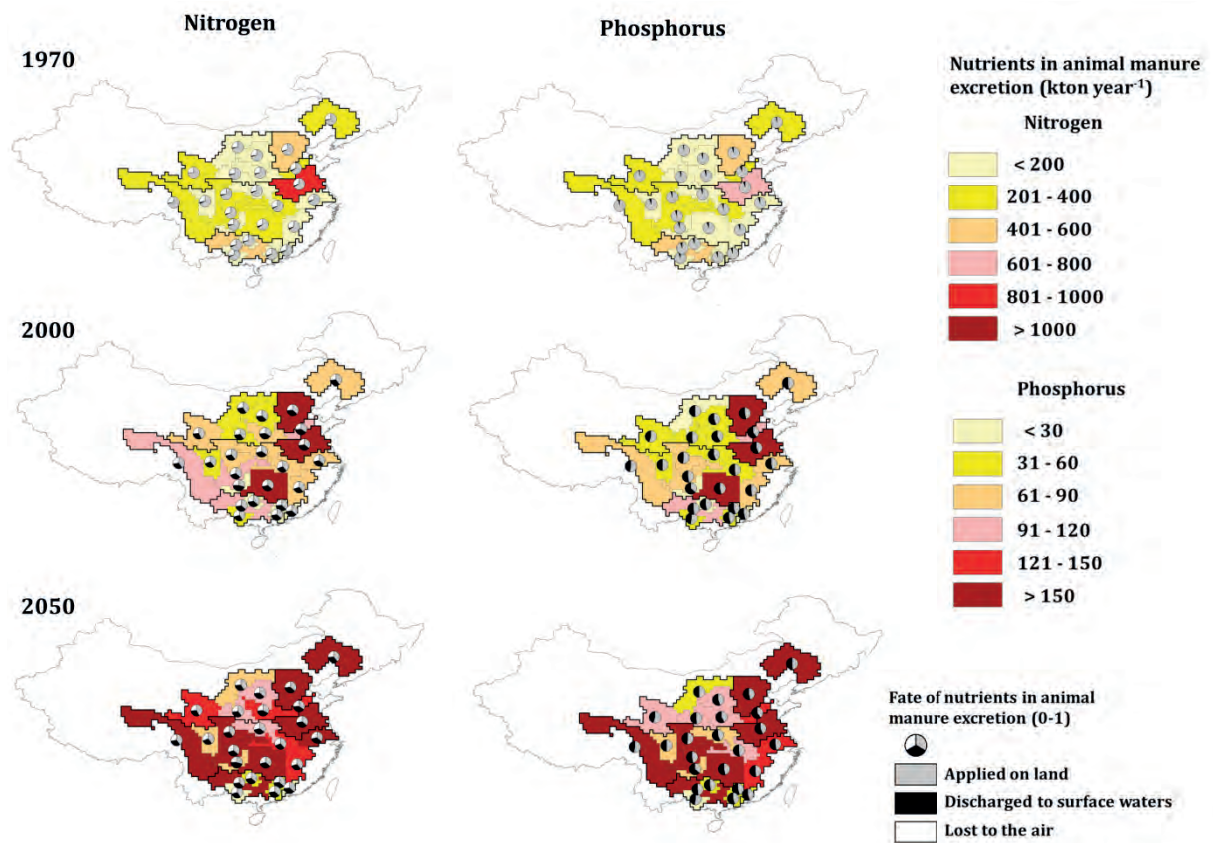 Nitrogen
Phosphorus
1970
2000
2050
Nutrients in animal manure
excretion (kton year⁻¹)
Nitrogen
< 200
201 - 400
401 - 600
601 - 800
801 - 1000
> 1000
Phosphorus
< 30
31 - 60
61 - 90
91 - 120
121 - 150
> 150
Fate of nutrients in animal
manure excretion (0-1)
Applied on land
Discharged to surface waters
Lost to the air